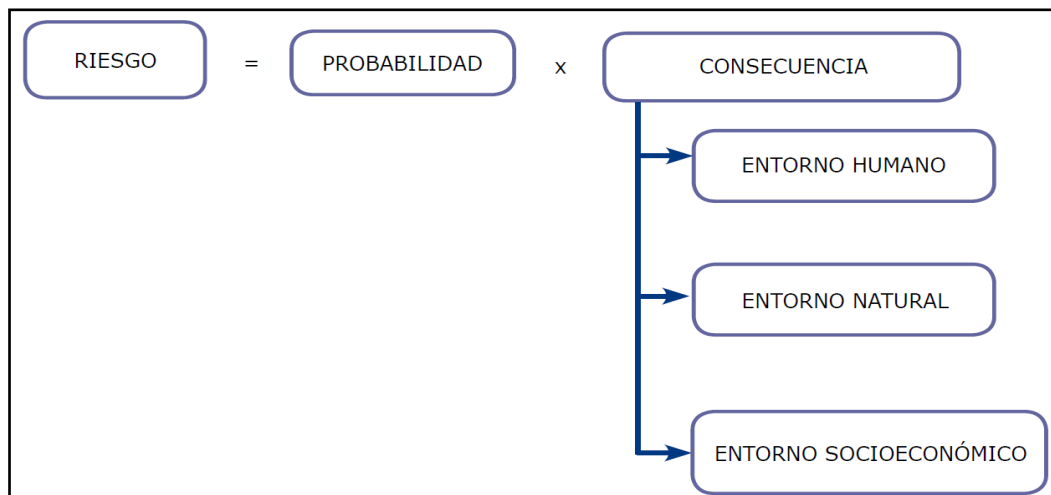 RIESGO = PROBABILIDAD x CONSECUENCIA
ENTORNO HUMANO
ENTORNO NATURAL
ENTORNO SOCIOECONÓMICO